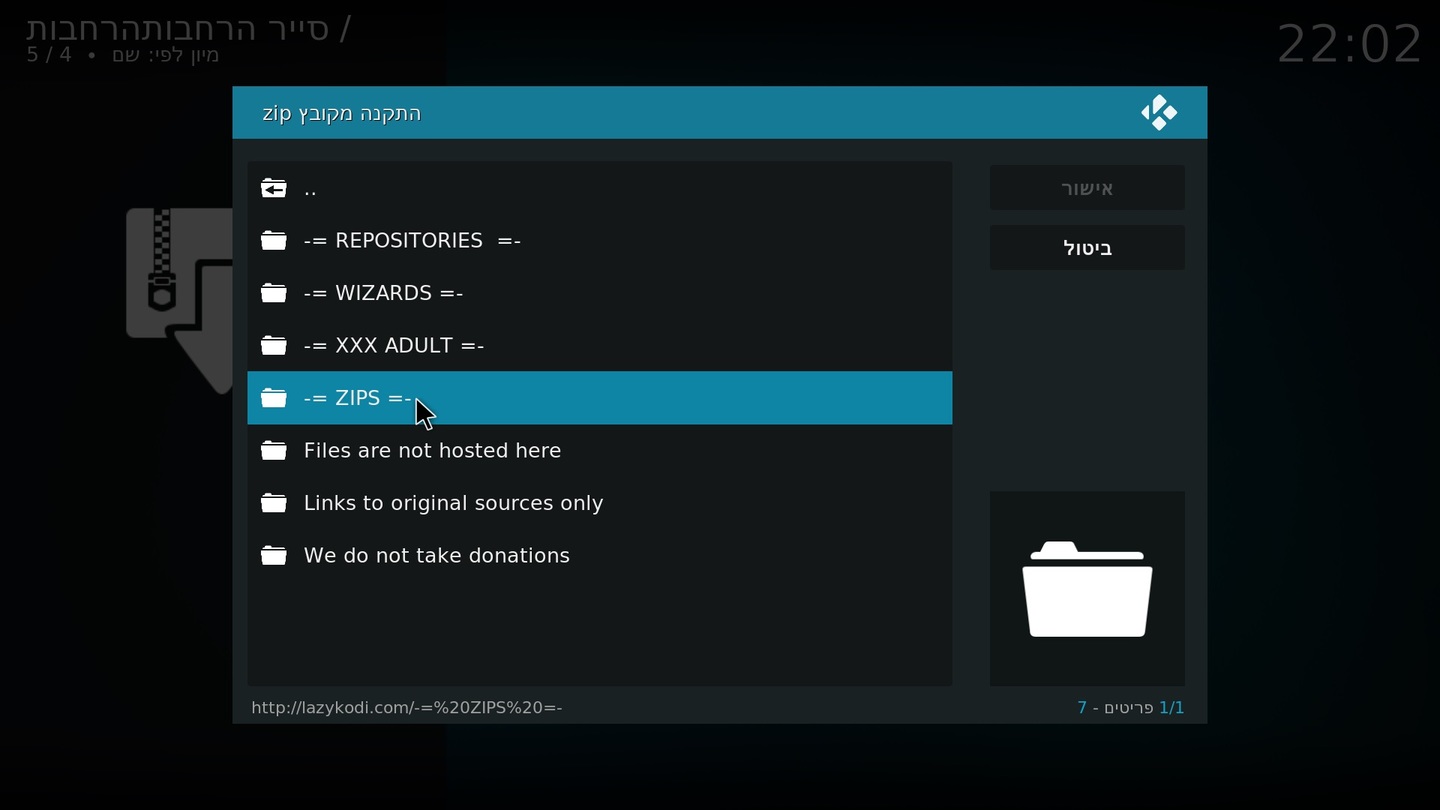 סייר הרחבותהרחבות /
מיון לפי: שם • 4 / 5
22:02
התקנה מקובץ zip
..
-= REPOSITORIES  =-
-= WIZARDS =-
-= XXX ADULT =-
-= ZIPS =-
Files are not hosted here
Links to original sources only
We do not take donations
אישור
ביטול
http://lazykodi.com/-=%20ZIPS%20=-
7 - פריטים 1/1